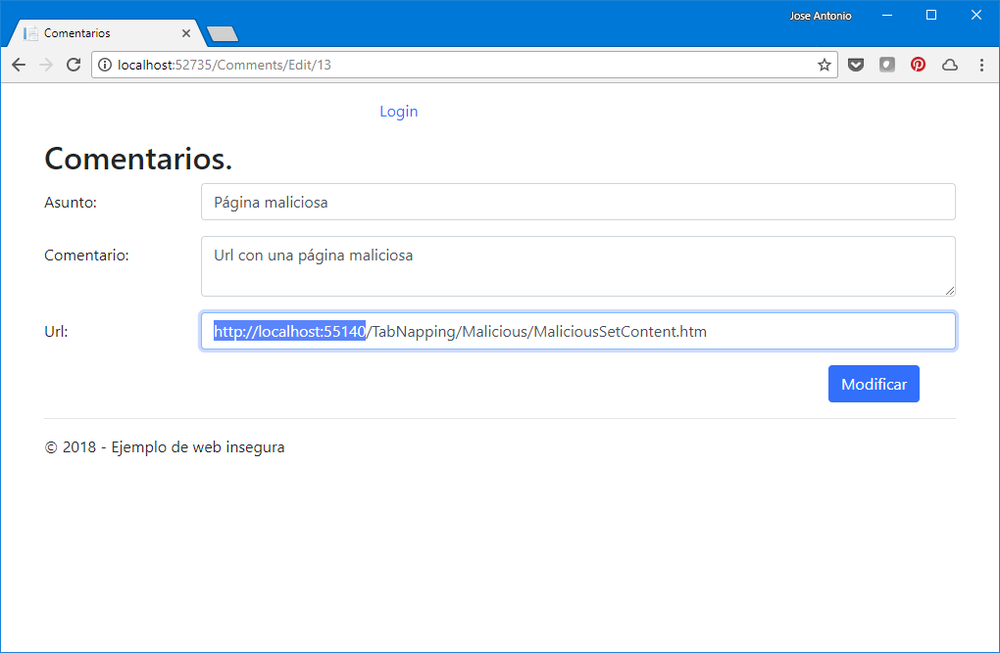 Jose Antonio
Comentarios
localhost:52735/Comments/Edit/13
Login
Comentarios.
Asunto: Página maliciosa
Comentario: Url con una página maliciosa
Url: http://localhost:55140/TabNapping/Malicious/MaliciousSetContent.htm
Modificar
© 2018 - Ejemplo de web insegura